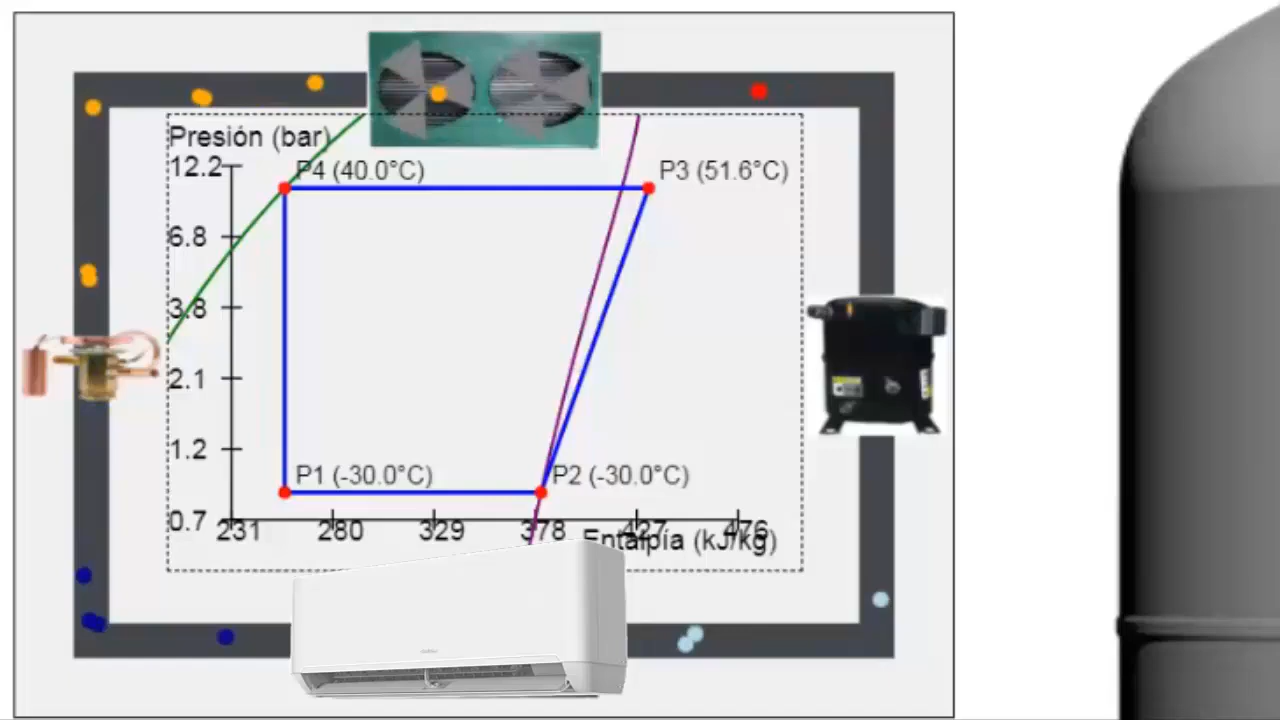 Presión (bar)
12.2
P4 (40.0°C)
P3 (51.6°C)
6.8
3.8
2.1
1.2
P1 (-30.0°C)
P2 (-30.0°C)
0.7
231
280
329
378
427
476
Entalpía (kJ/kg)